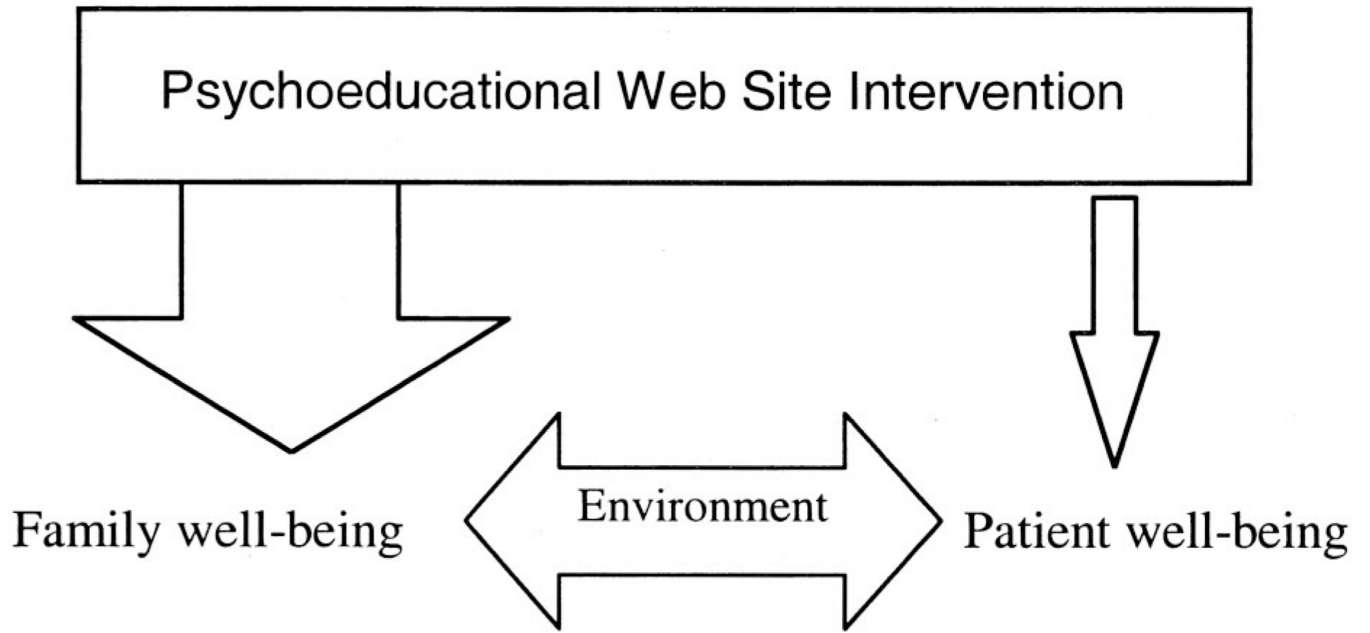 Psychoeducational Web Site Intervention
Environment
Family well-being
Patient well-being